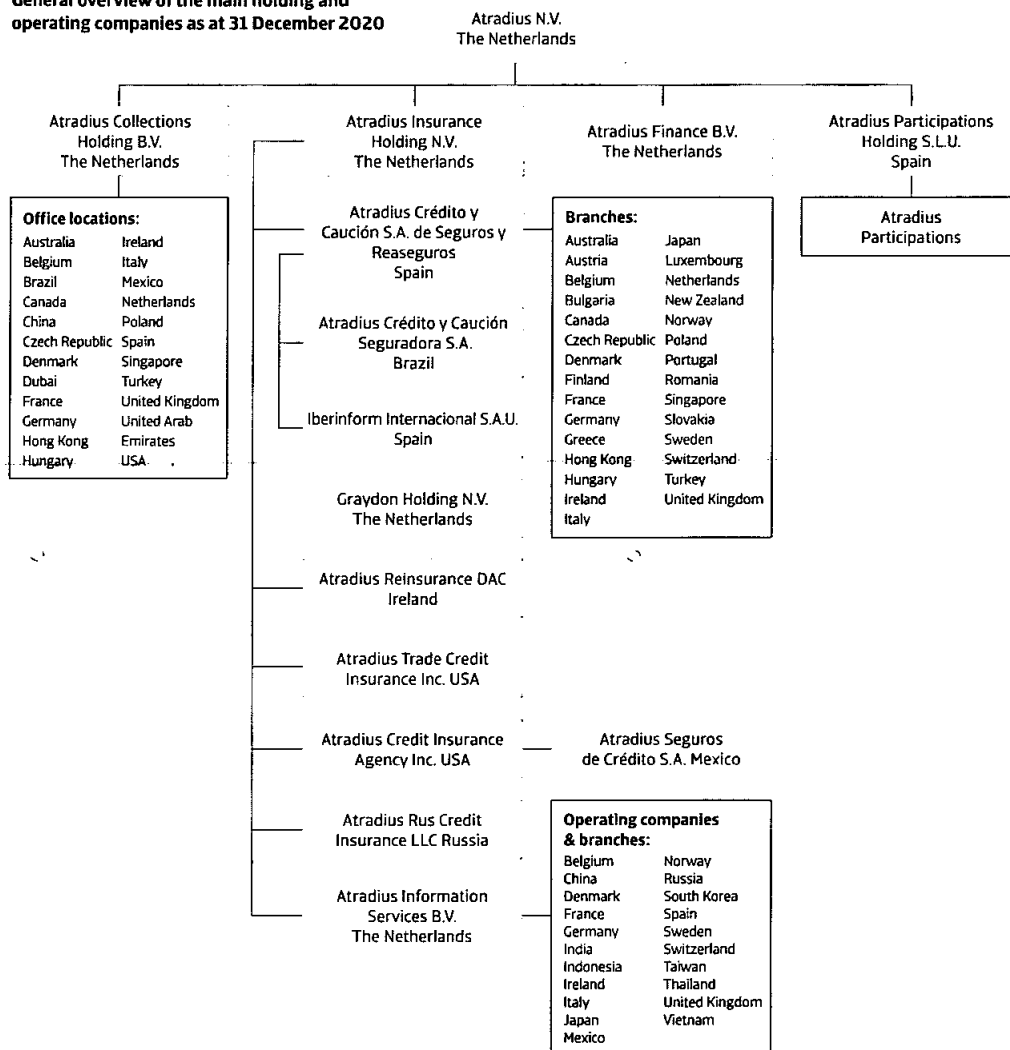 General overview of the main holding and
operating companies as at 31 December 2020
Atradius N.V.
The Netherlands
Atradius Collections
Holding B.V.
The Netherlands
Atradius Insurance
Holding N.V.
The Netherlands
Atradius Finance B.V.
The Netherlands
Atradius Participations
Holding S.L.U.
Spain
Office locations:
Australia Ireland
Belgium Italy
Brazil Mexico
Canada Netherlands
China Poland
Czech Republic Spain
Denmark Singapore
Dubai Turkey
France United Kingdom
Germany United Arab
Hong Kong Emirates
Hungary USA
Atradius Crédito y
Caución S.A. de Seguros y
Reaseguros
Spain
Atradius Crédito y Caución
Seguradora S.A.
Brazil
Iberinform Internacional S.A.U.
Spain
Branches:
Australia Japan
Austria Luxembourg
Belgium Netherlands
Bulgaria New Zealand
Canada Norway
Czech Republic Poland
Denmark Portugal
Finland Romania
France Singapore
Germany Slovakia
Greece Sweden
Hong Kong Switzerland
Hungary Turkey
Ireland United Kingdom
Italy
Atradius
Participations
Graydon Holding N.V.
The Netherlands
Atradius Reinsurance DAC
Ireland
Atradius Trade Credit
Insurance Inc. USA
Atradius Credit Insurance
Agency Inc. USA
Atradius Seguros
de Crédito S.A. Mexico
Atradius Rus Credit
Insurance LLC Russia
Atradius Information
Services B.V.
The Netherlands
Operating companies
& branches:
Belgium Norway
China Russia
Denmark South Korea
France Spain
Germany Sweden
India Switzerland
Indonesia Taiwan
Ireland Thailand
Italy United Kingdom
Japan Vietnam
Mexico